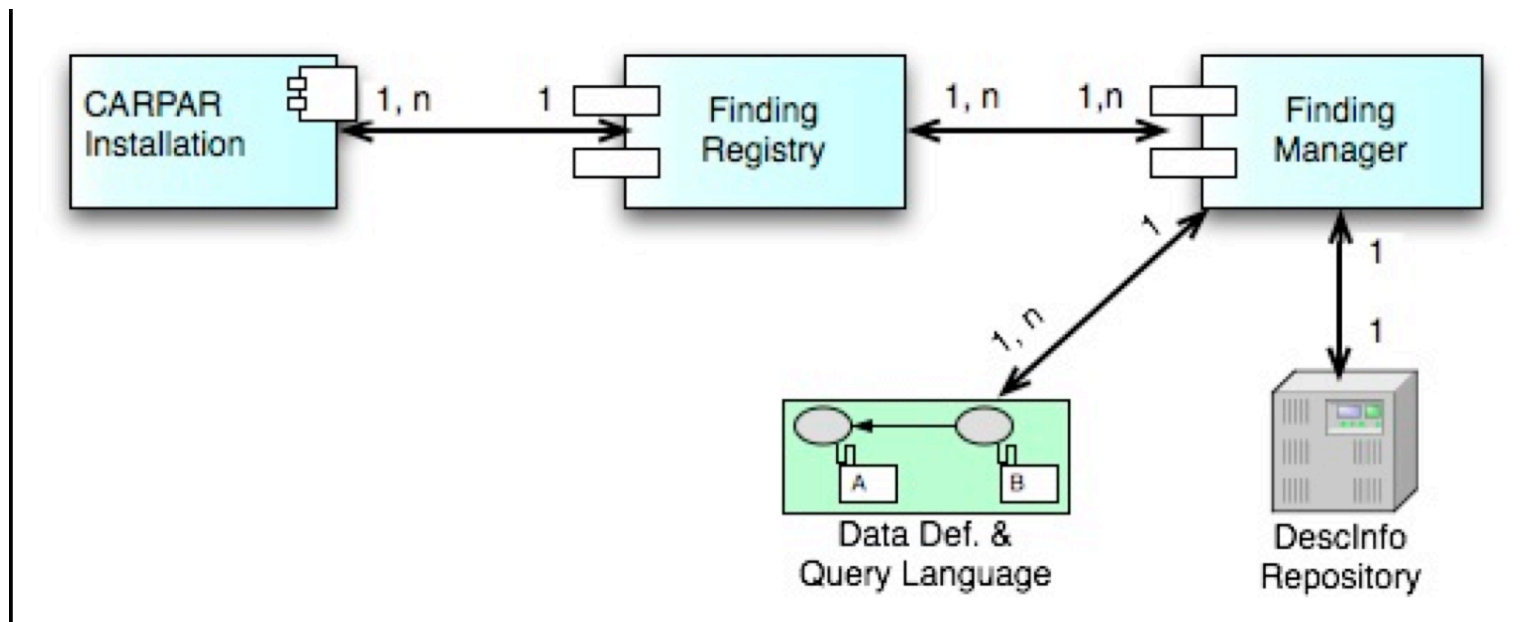 CARPAR
Installation
1, n
1
Finding
Registry
1, n
1,n
Finding
Manager
1
1, n
1
1
A
B
Data Def. &
Query Language
DescInfo
Repository